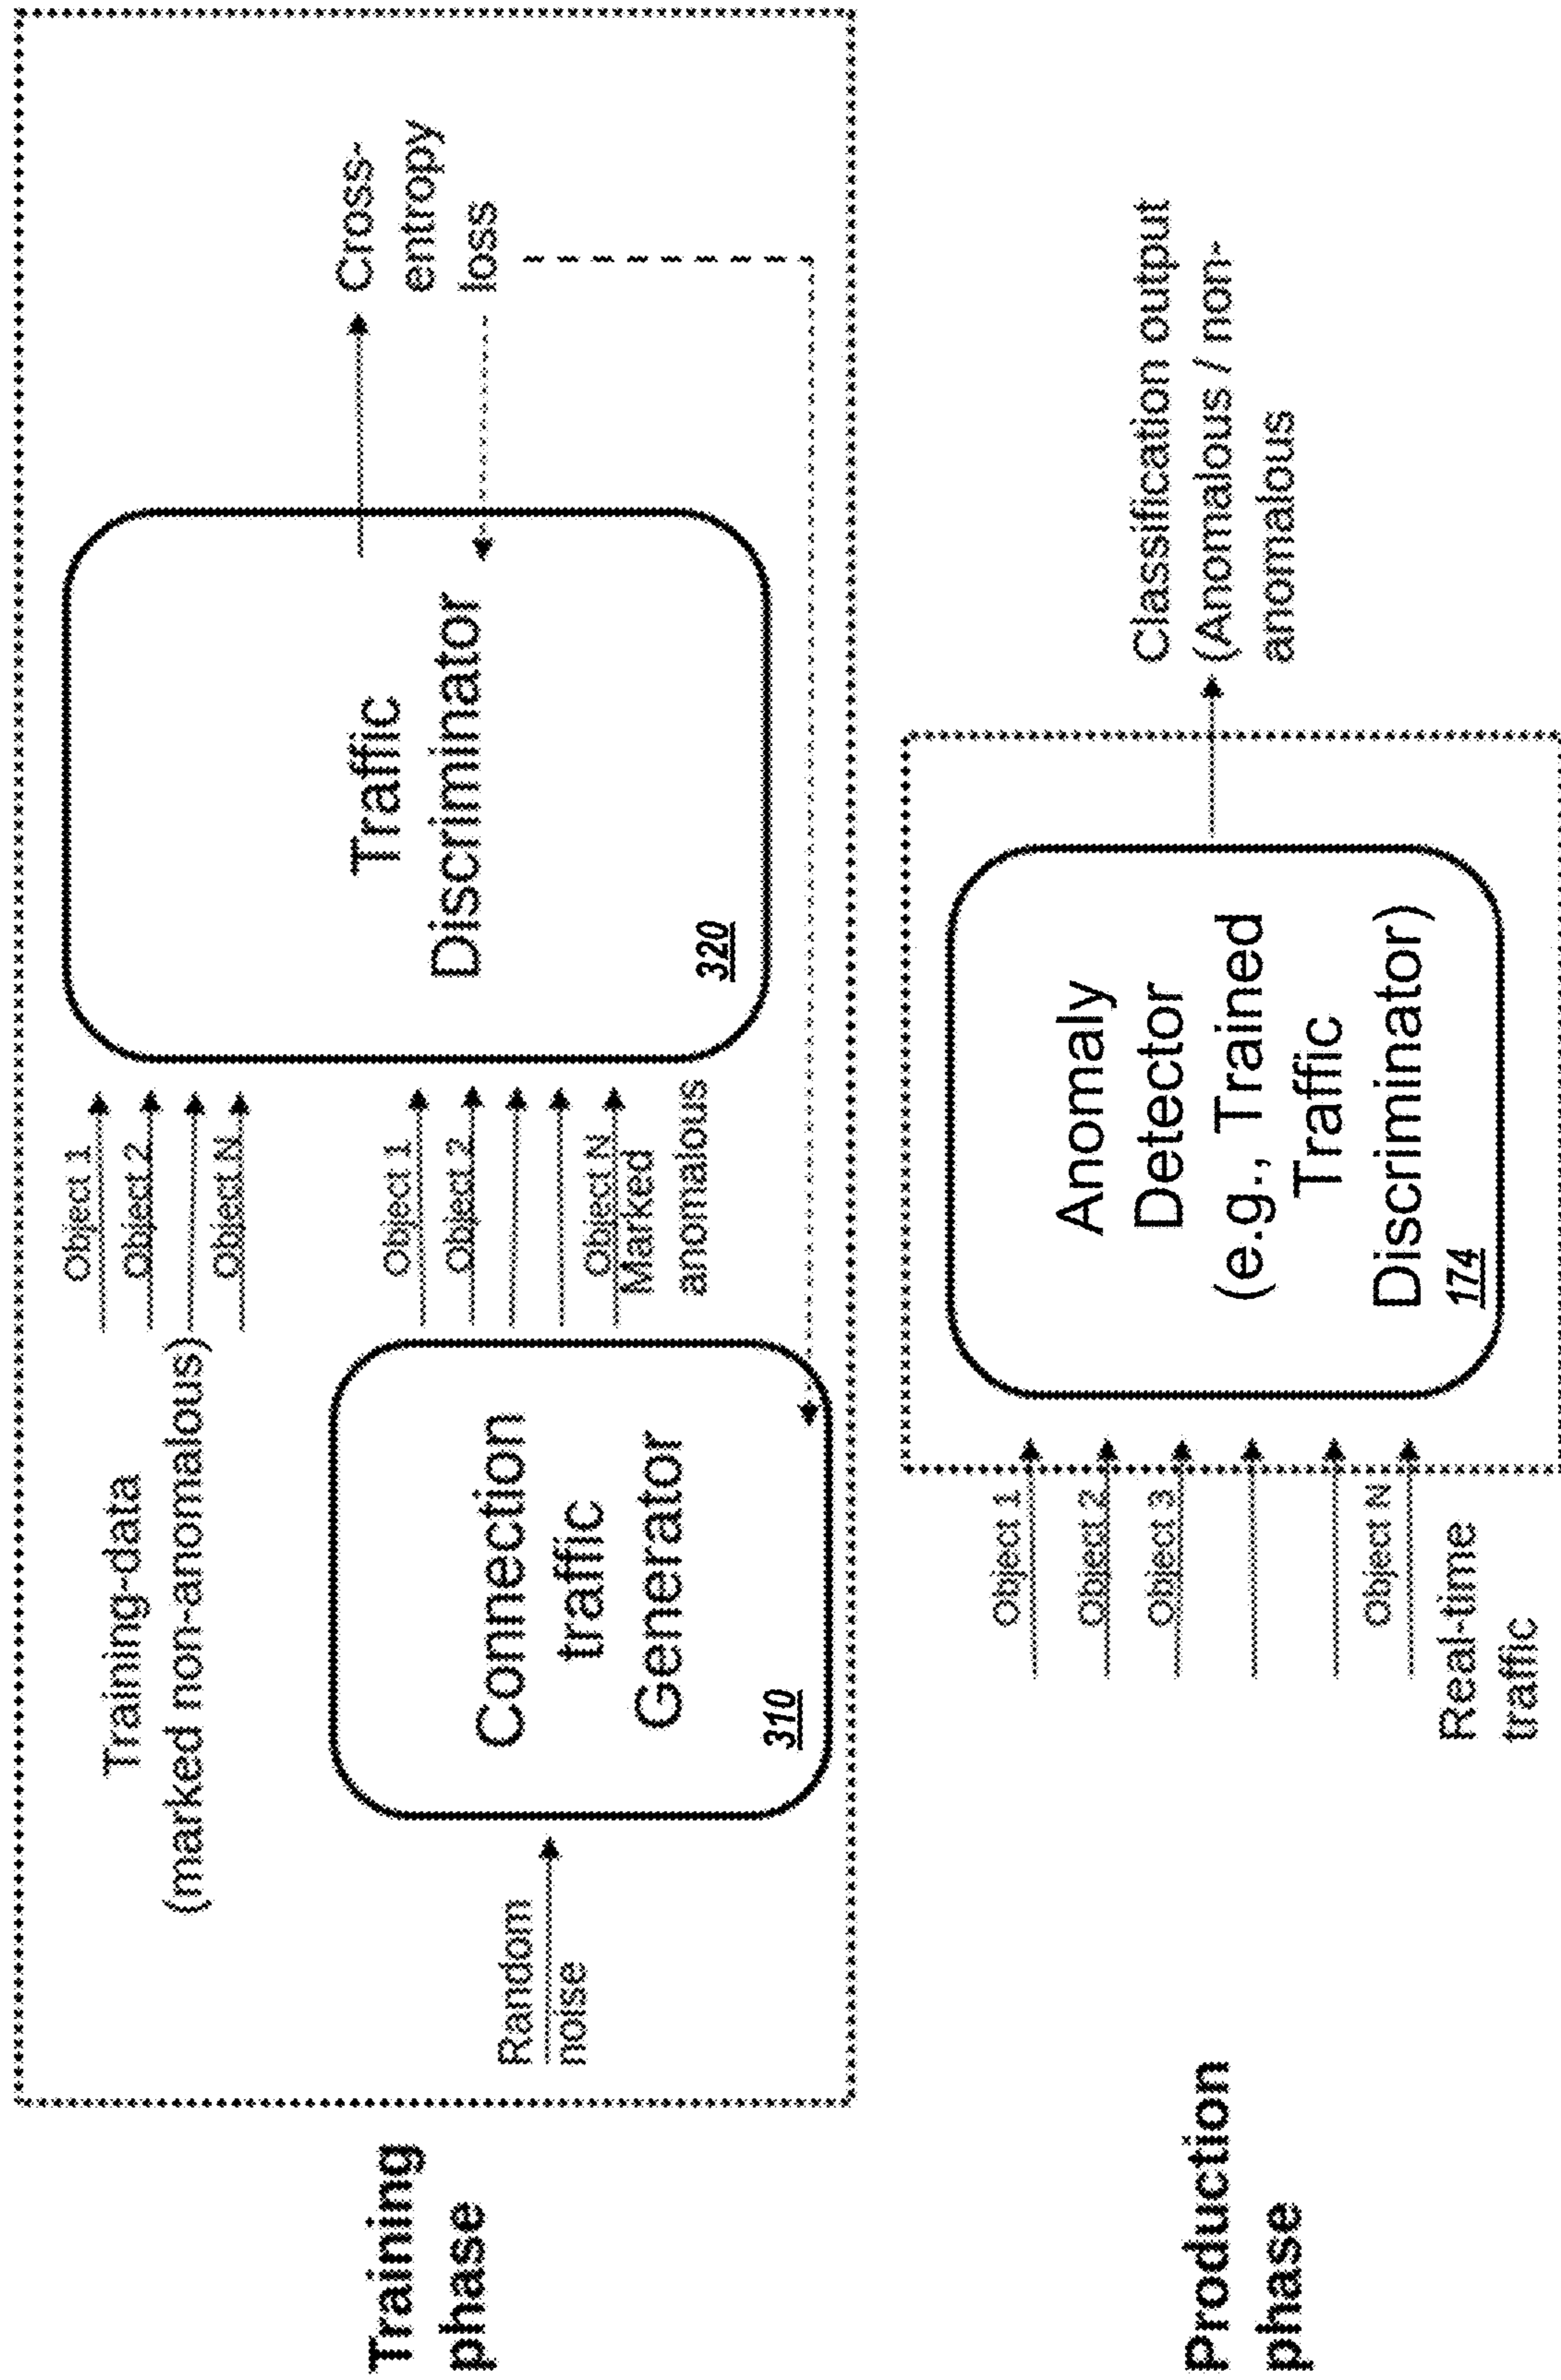 Training
phase
Training-data
(marked non-anomalous)
Object 1
Object 2
Object N
Random
noise
Connection
traffic
Generator
310
Object 1
Object 2
Object N
Marked
anomalous
Traffic
Discriminator
320
Cross-
entropy
loss
Production
phase
Object 1
Object 2
Object 3
Object N
Real-time
traffic
Anomaly
Detector
(e.g., Trained
Traffic
Discriminator)
174
Classification output
(Anomalous / non-
anomalous